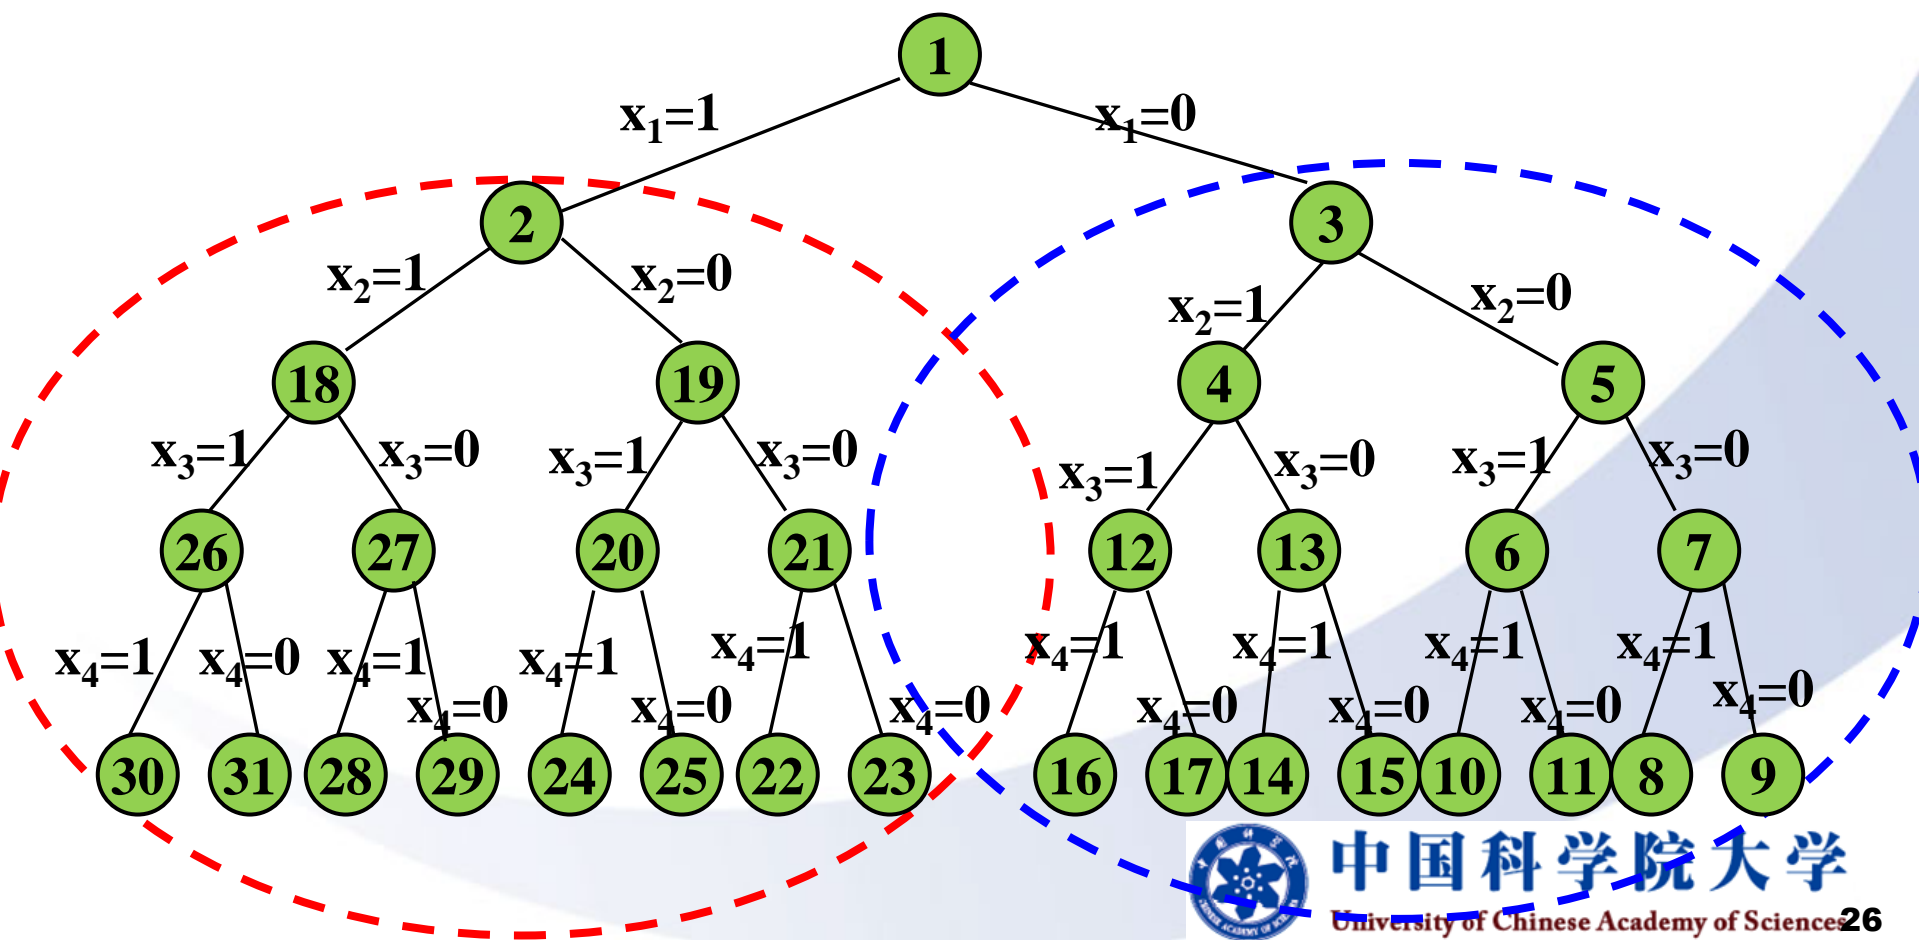 1
x₁=1 x₁=0
2 3
x₂=1 x₂=0 x₂=1 x₂=0
18 19 4 5
x₃=1 x₃=0 x₃=1 x₃=0 x₃=1 x₃=0 x₃=1 x₃=0
26 27 20 21 12 13 6 7
x₄=1 x₄=0 x₄=1 x₄=0 x₄=1 x₄=0 x₄=1 x₄=0 x₄=1 x₄=0 x₄=1 x₄=0 x₄=1 x₄=0 x₄=1 x₄=0
30 31 28 29 24 25 22 23 16 17 14 15 10 11 8 9
中国科学院大学
University of Chinese Academy of Sciences
26